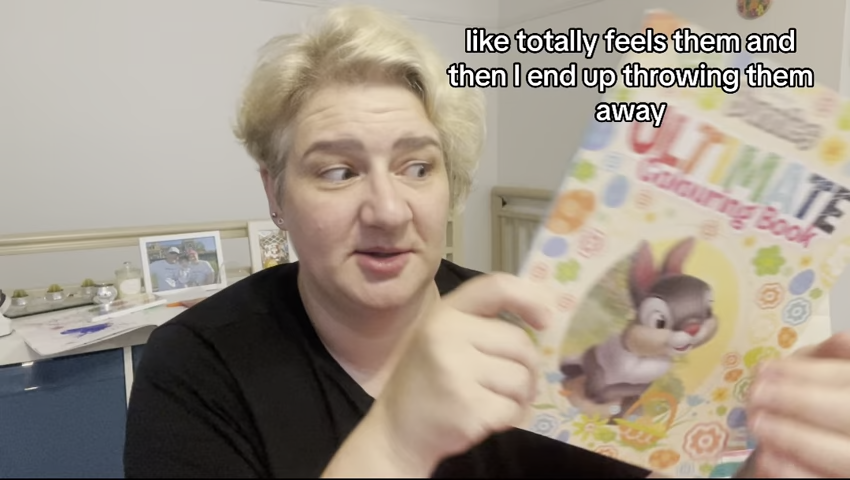 like totally feels them and
then I end up throwing them
away
ULTIMATE
Colouring Book